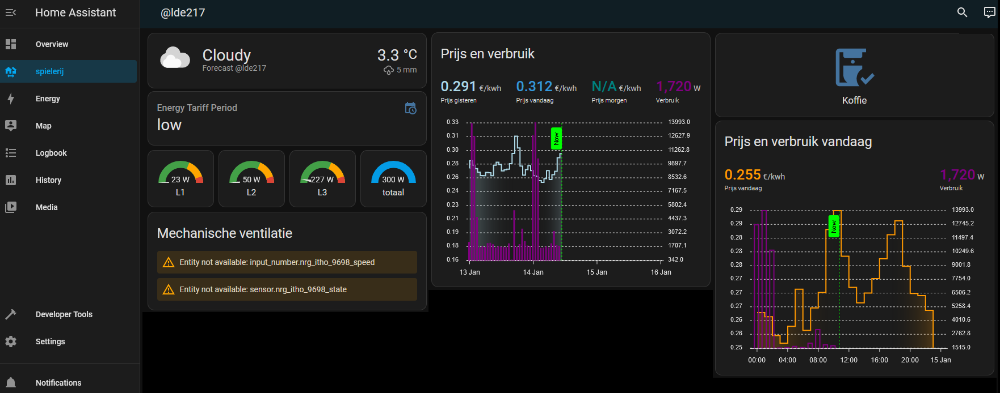 Home Assistant
@lde217
Overview
spielerij
Energy
Map
Logbook
History
Media
Developer Tools
Settings
Notifications
Cloudy
Forecast @lde217
3.3 °C
5 mm
Energy Tariff Period
low
23 W
L1
50 W
L2
227 W
L3
300 W
totaal
Mechanische ventilatie
Entity not available: input_number.nrg_itho_9698_speed
Entity not available: sensor.nrg_itho_9698_state
Prijs en verbruik
0.291 €/kwh 0.312 €/kwh N/A €/kwh 1,720 W
Prijs gisteren Prijs vandaag Prijs morgen Verbruik
0.33 13993.0
0.31 12627.9
Now
0.30 11262.8
0.28 9897.7
0.26 8532.6
0.24 7167.5
0.23 5802.4
0.21 4437.3
0.19 3072.2
0.18 1707.1
0.16 342.0
13 Jan 14 Jan 15 Jan 16 Jan
Koffie
Prijs en verbruik vandaag
0.255 €/kwh 1,720 W
Prijs vandaag Verbruik
0.29 13993.0
0.29 12745.2
Now
0.28 11497.4
0.28 10249.6
0.28 9001.8
0.27 7754.0
0.27 6506.2
0.27 5258.4
0.26 4010.6
0.26 2762.8
0.25 1515.0
00:00 04:00 08:00 12:00 16:00 20:00 15 Jan